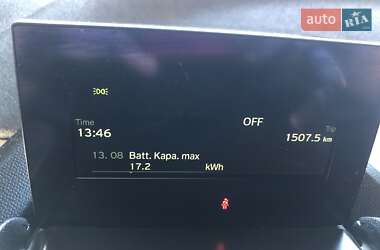 auto RIA
Time
OFF
13:46
Trip
1507.5 km
13. 08 Batt. Kapa. max
17.2 kWh